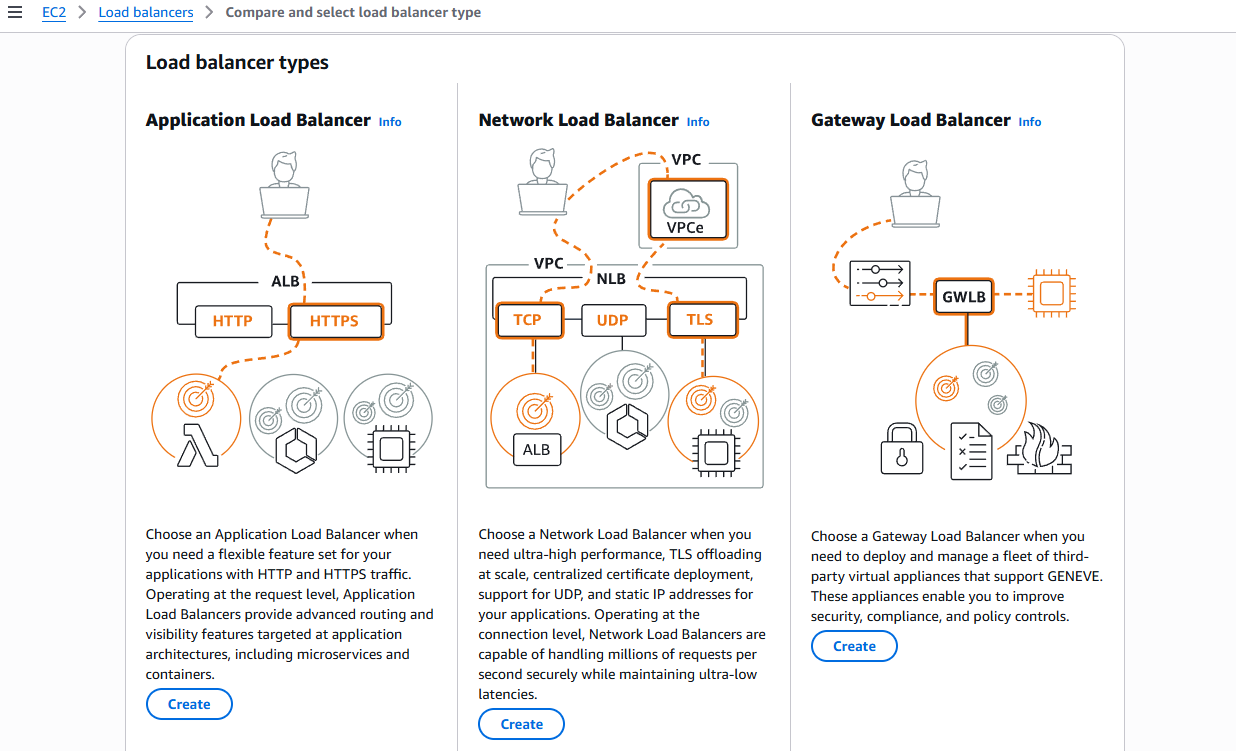 EC2 > Load balancers > Compare and select load balancer type
Load balancer types
Application Load Balancer Info
ALB
HTTP
HTTPS
Choose an Application Load Balancer when
you need a flexible feature set for your
applications with HTTP and HTTPS traffic.
Operating at the request level, Application
Load Balancers provide advanced routing and
visibility features targeted at application
architectures, including microservices and
containers.
Create
Network Load Balancer Info
VPC
VPCe
VPC
NLB
TCP
UDP
TLS
ALB
Choose a Network Load Balancer when you
need ultra-high performance, TLS offloading
at scale, centralized certificate deployment,
support for UDP, and static IP addresses for
your applications. Operating at the
connection level, Network Load Balancers are
capable of handling millions of requests per
second securely while maintaining ultra-low
latencies.
Create
Gateway Load Balancer Info
GWLB
Choose a Gateway Load Balancer when you
need to deploy and manage a fleet of third-
party virtual appliances that support GENEVE.
These appliances enable you to improve
security, compliance, and policy controls.
Create